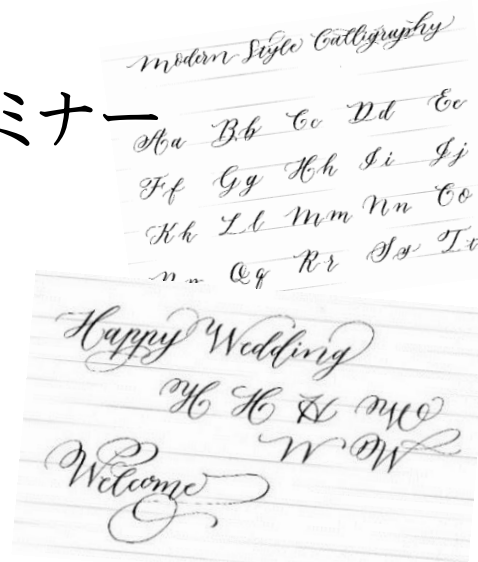 Modern Style Calligraphy
ミナー
Aa Bb Cc Dd Ee
Ff Gg Hh Ii Jj
Kk Ll Mm Nn Oo
Qq Rr Ss Tt
Happy Wedding
H H H W
W W
Welcome